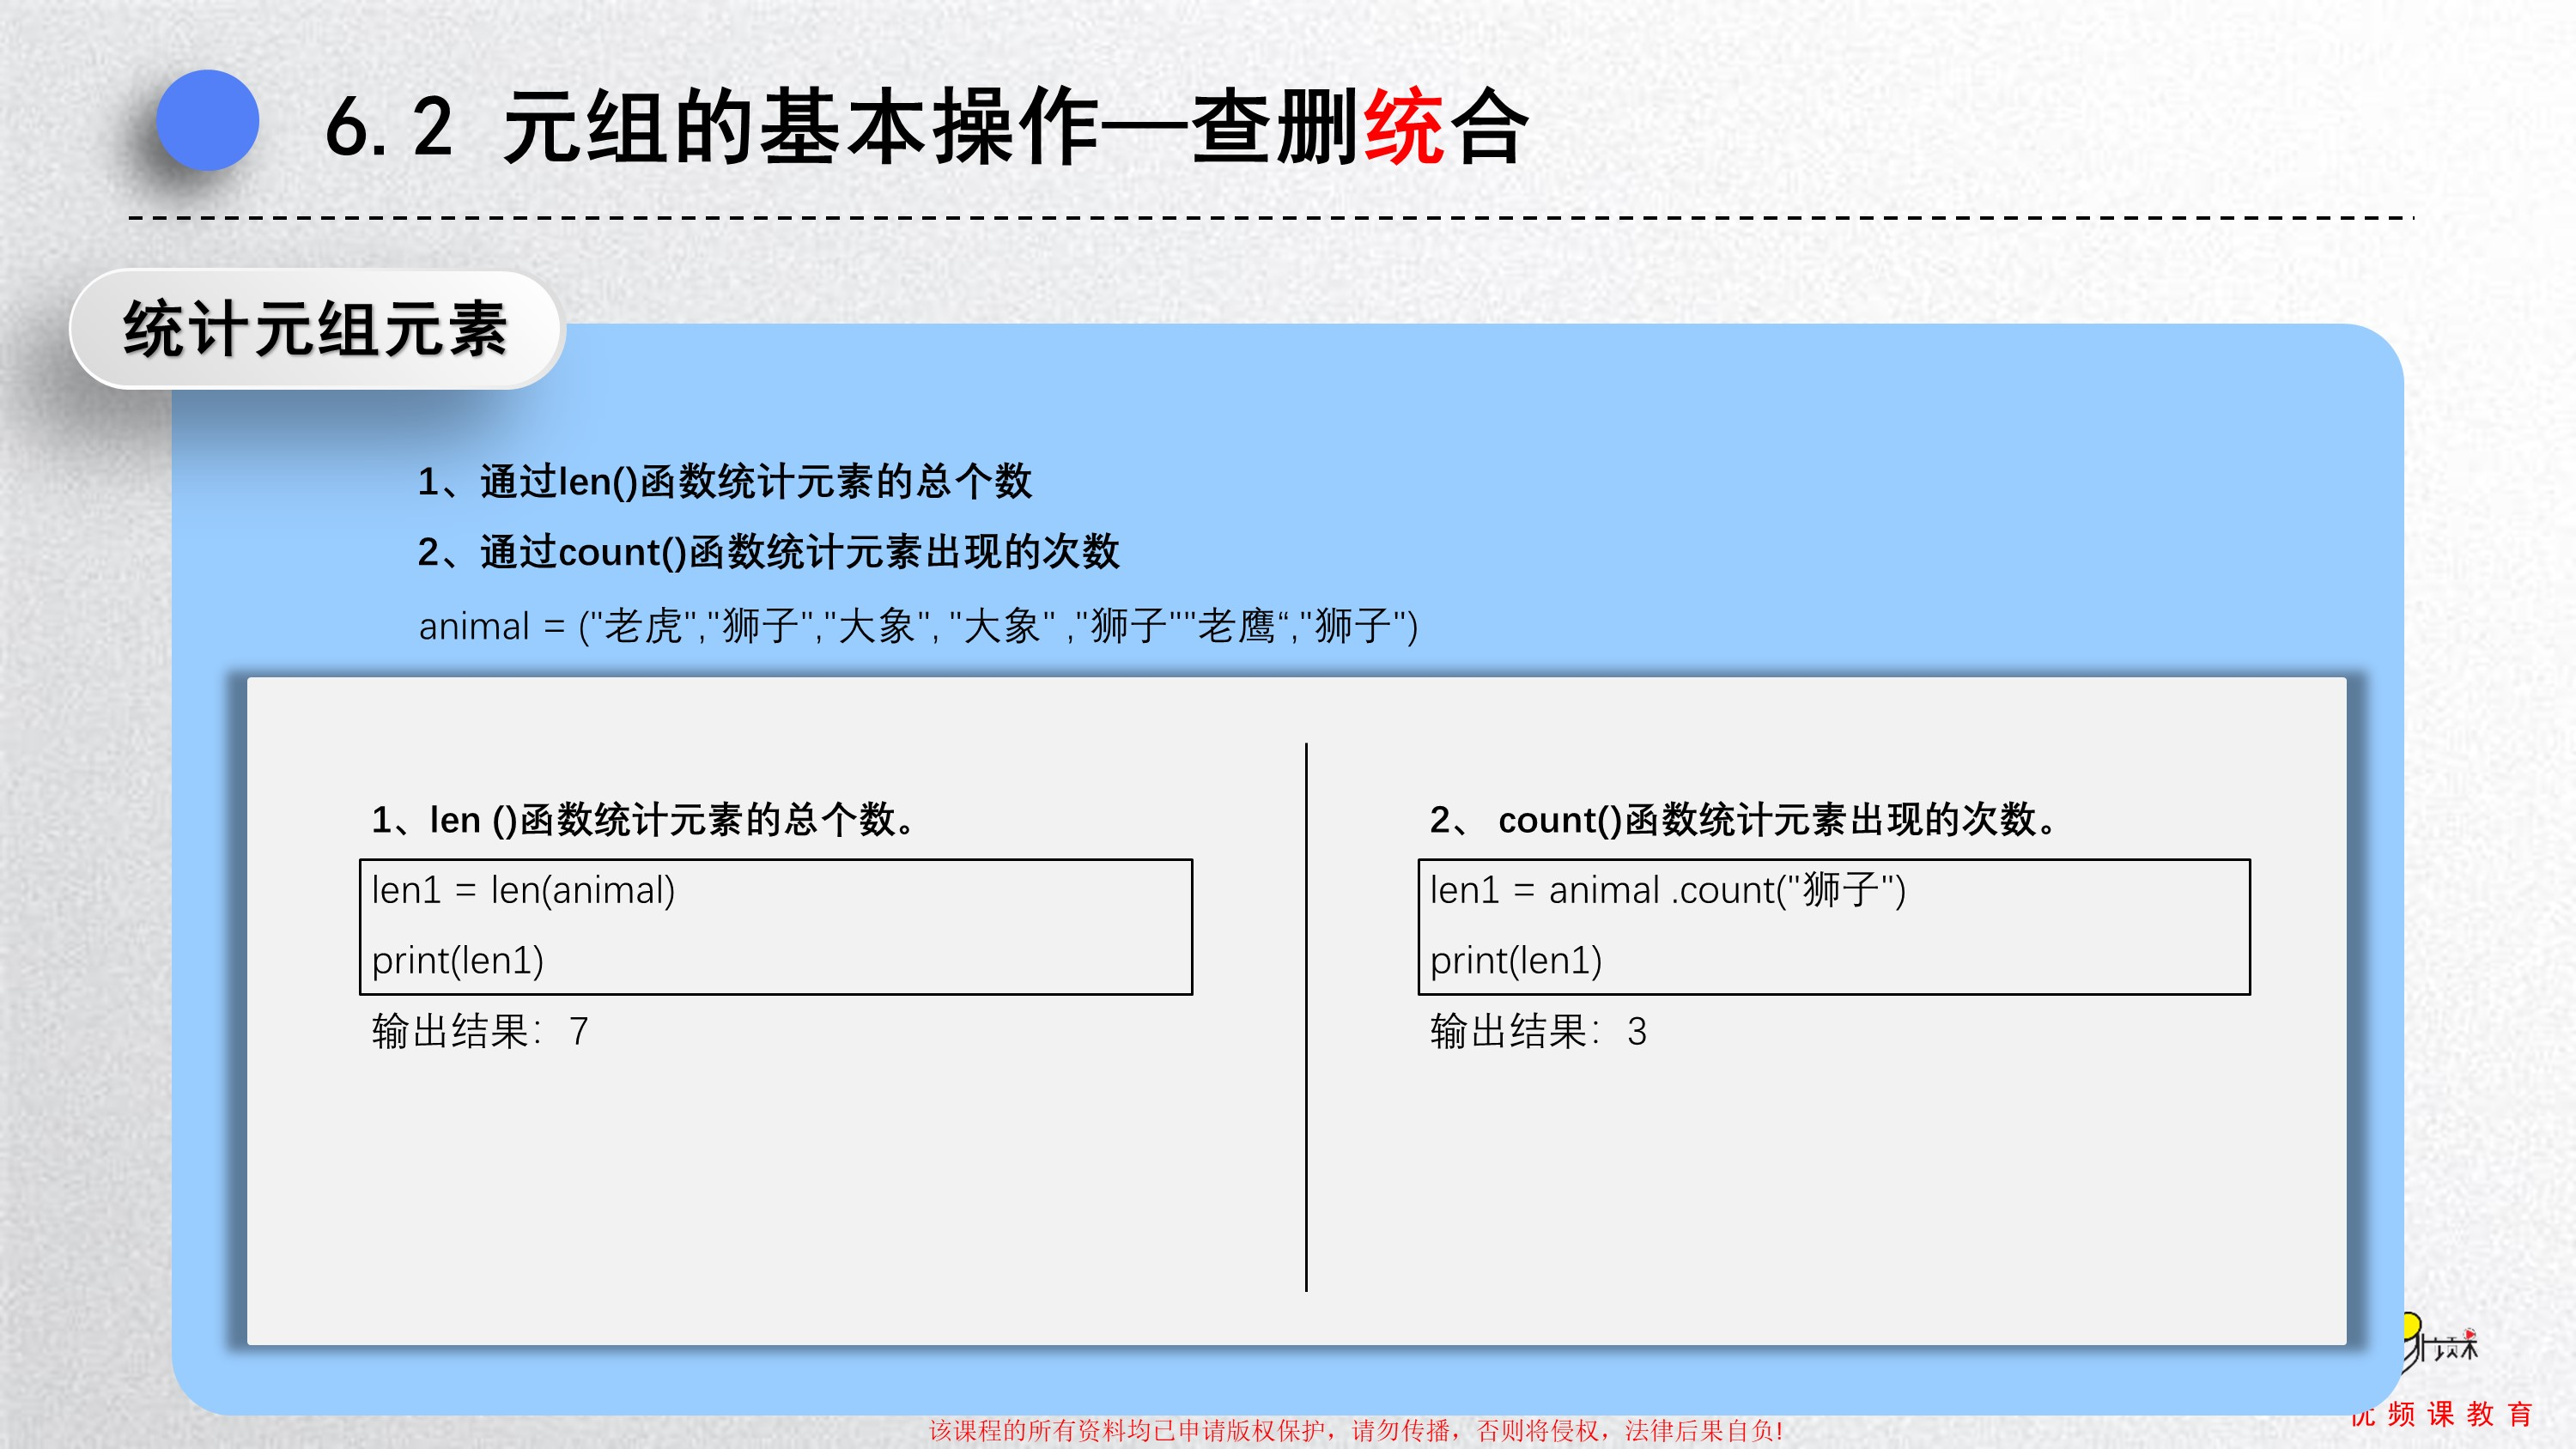 6.2 元组的基本操作—查删统合
统计元组元素
1、通过len()函数统计元素的总个数
2、通过count()函数统计元素出现的次数
animal = ("老虎","狮子","大象", "大象" ,"狮子""老鹰“,"狮子")
1、len ()函数统计元素的总个数。
len1 = len(animal)
print(len1)
输出结果：7
2、 count()函数统计元素出现的次数。
len1 = animal .count("狮子")
print(len1)
输出结果：3
优频课教育
该课程的所有资料均已申请版权保护，请勿传播，否则将侵权，法律后果自负!